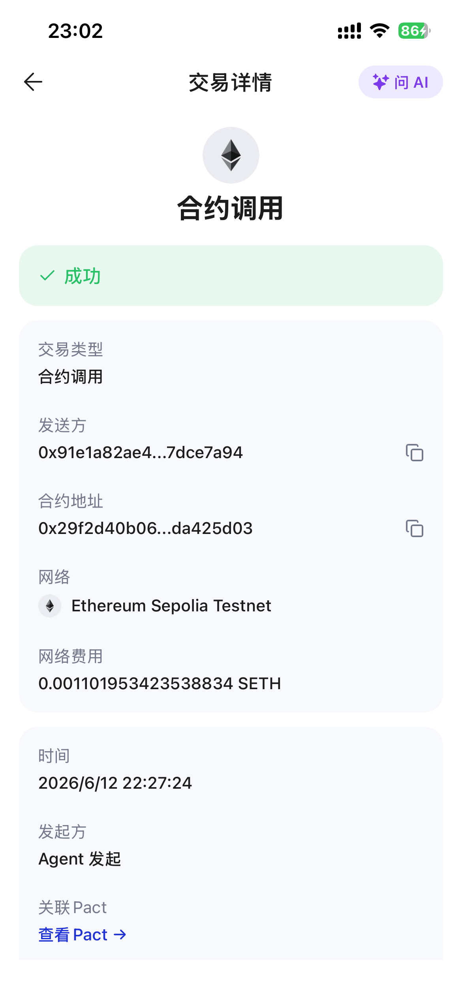 23:02
86
交易详情
问 AI
合约调用
成功
交易类型
合约调用
发送方
0x91e1a82ae4...7dce7a94
合约地址
0x29f2d40b06...da425d03
网络
Ethereum Sepolia Testnet
网络费用
0.001101953423538834 SETH
时间
2026/6/12 22:27:24
发起方
Agent 发起
关联 Pact
查看 Pact →